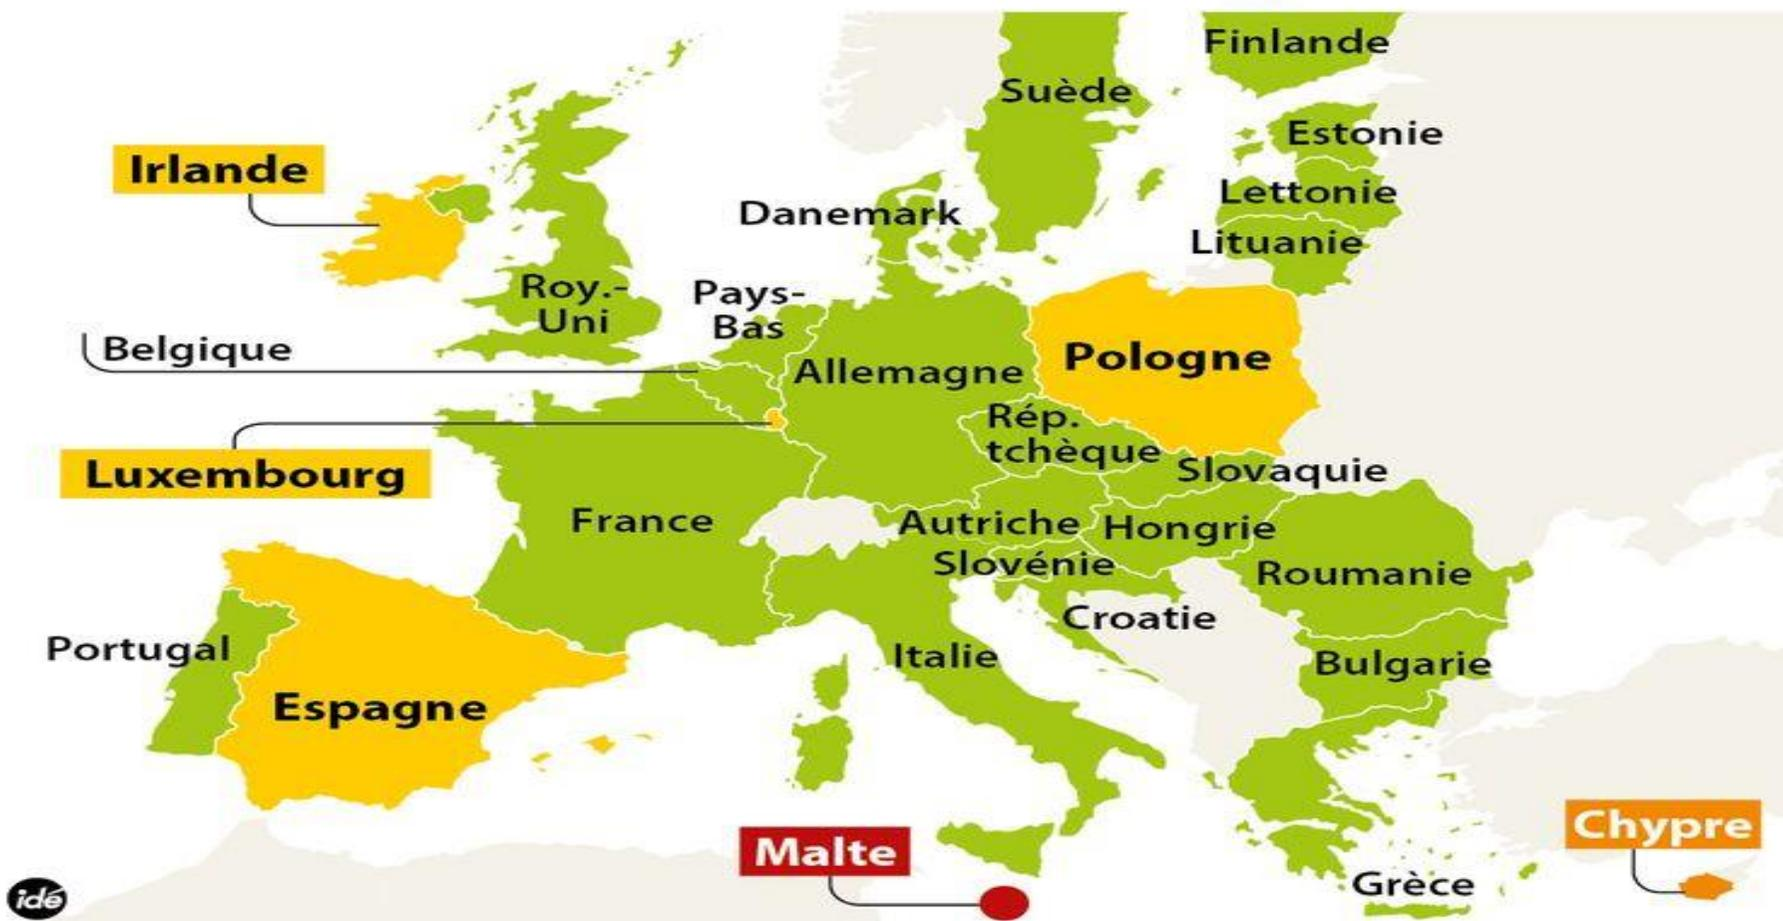 Finlande
Suède
Estonie
Irlande
Lettonie
Danemark
Lituanie
Roy.-
Uni
Pays-
Bas
Belgique
Pologne
Allemagne
Rép.
tchèque
Luxembourg
Slovaquie
France
Autriche
Hongrie
Slovénie
Roumanie
Croatie
Portugal
Italie
Bulgarie
Espagne
Chypre
Malte
Grèce
idé